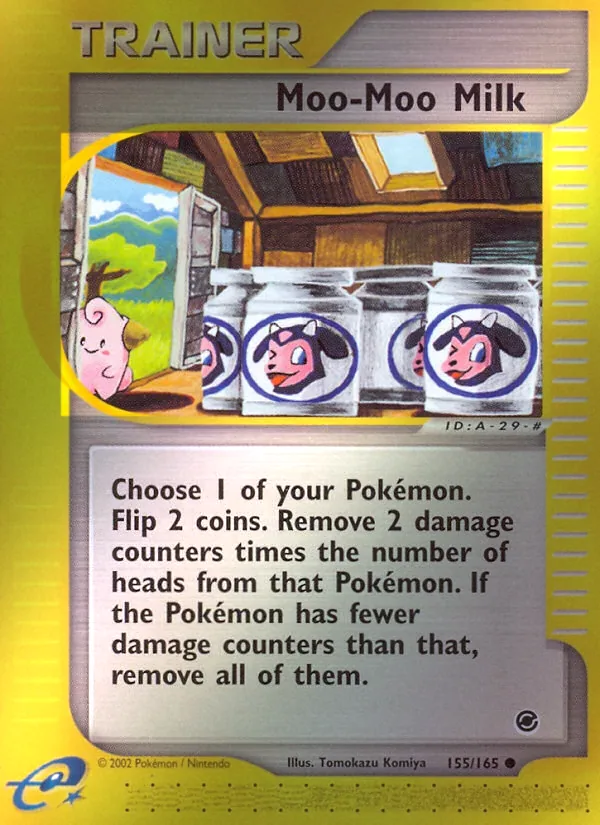 TRAINER
Moo-Moo Milk
ID:A-29-#
Choose 1 of your Pokémon.
Flip 2 coins. Remove 2 damage
counters times the number of
heads from that Pokémon. If
the Pokémon has fewer
damage counters than that,
remove all of them.
© 2002 Pokémon / Nintendo
Illus. Tomokazu Komiya
155/165
e